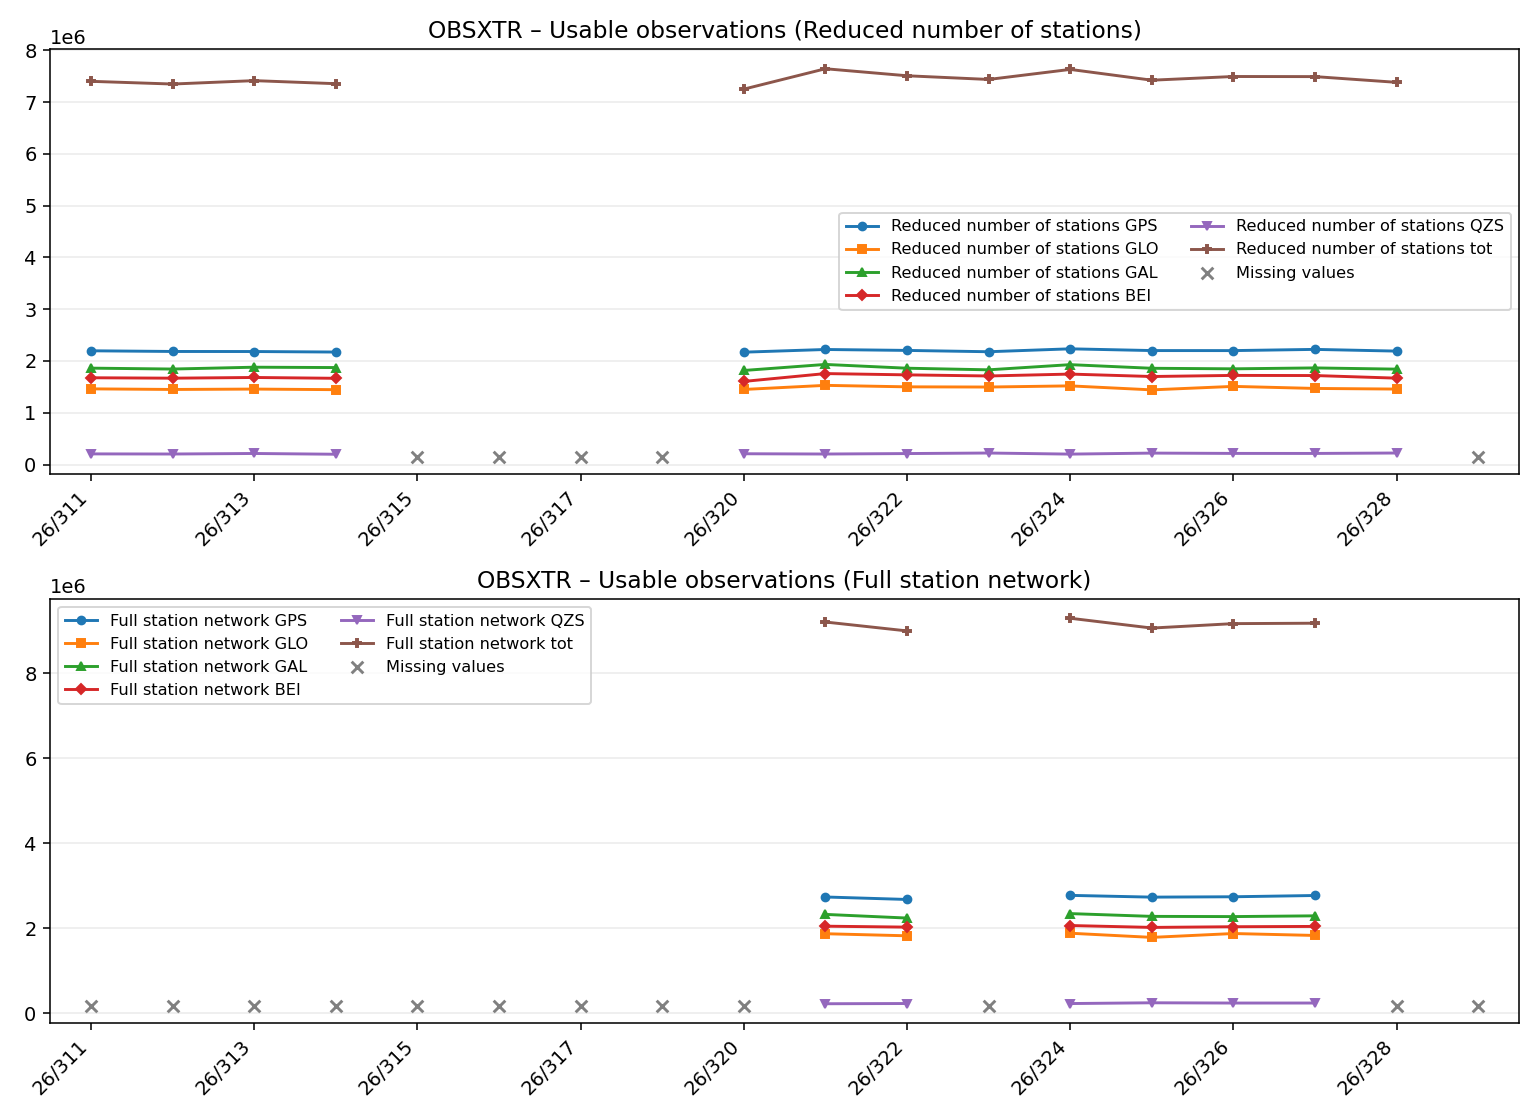 OBSXTR – Usable observations (Reduced number of stations)
1e6
8
7
6
5
4
3
2
1
0
Reduced number of stations GPS
Reduced number of stations GLO
Reduced number of stations GAL
Reduced number of stations BEI
Reduced number of stations QZS
Reduced number of stations tot
Missing values
26/311
26/313
26/315
26/317
26/320
26/322
26/324
26/326
26/328
OBSXTR – Usable observations (Full station network)
1e6
8
6
4
2
0
Full station network GPS
Full station network GLO
Full station network GAL
Full station network BEI
Full station network QZS
Full station network tot
Missing values
26/311
26/313
26/315
26/317
26/320
26/322
26/324
26/326
26/328